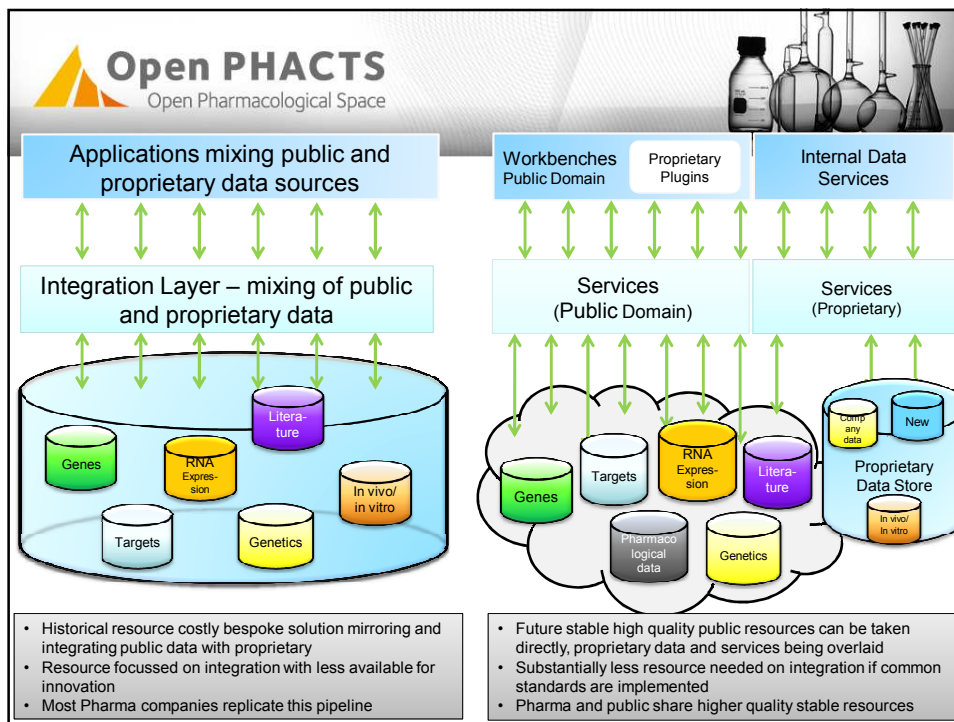 Open PHACTS
Open Pharmacological Space
Applications mixing public and
proprietary data sources
Integration Layer – mixing of public
and proprietary data
Litera-
ture
Genes
RNA
Expres-
sion
In vivo/
in vitro
Targets
Genetics
• Historical resource costly bespoke solution mirroring and
integrating public data with proprietary
• Resource focussed on integration with less available for
innovation
• Most Pharma companies replicate this pipeline
Workbenches
Public Domain
Proprietary
Plugins
Internal Data
Services
Services
(Public Domain)
Services
(Proprietary)
Genes
Targets
RNA
Expres-
sion
Litera-
ture
Pharmaco
logical
data
Genetics
Comp
any
data
New
Proprietary
Data Store
In vivo/
In vitro
• Future stable high quality public resources can be taken
directly, proprietary data and services being overlaid
• Substantially less resource needed on integration if common
standards are implemented
• Pharma and public share higher quality stable resources